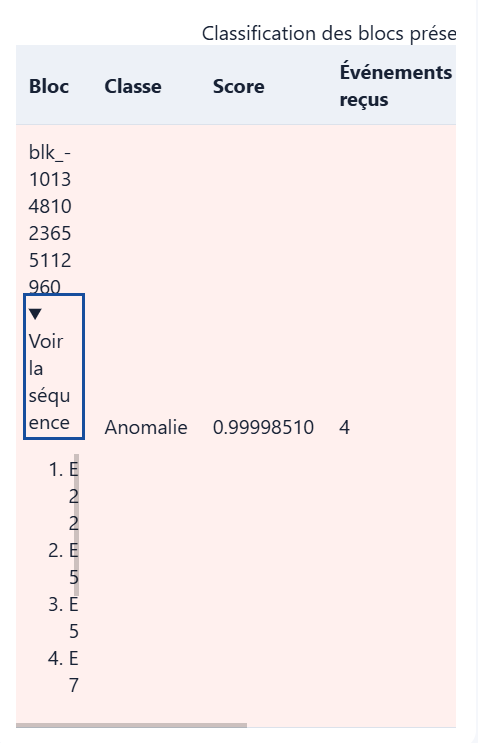 Classification des blocs prése
Bloc Classe Score Événements
reçus
blk_-
1013
4810
2365
5112
960
▼
Voir
la
séqu
ence
Anomalie 0.99998510 4
1. E
2
2
2. E
5
3. E
5
4. E
7